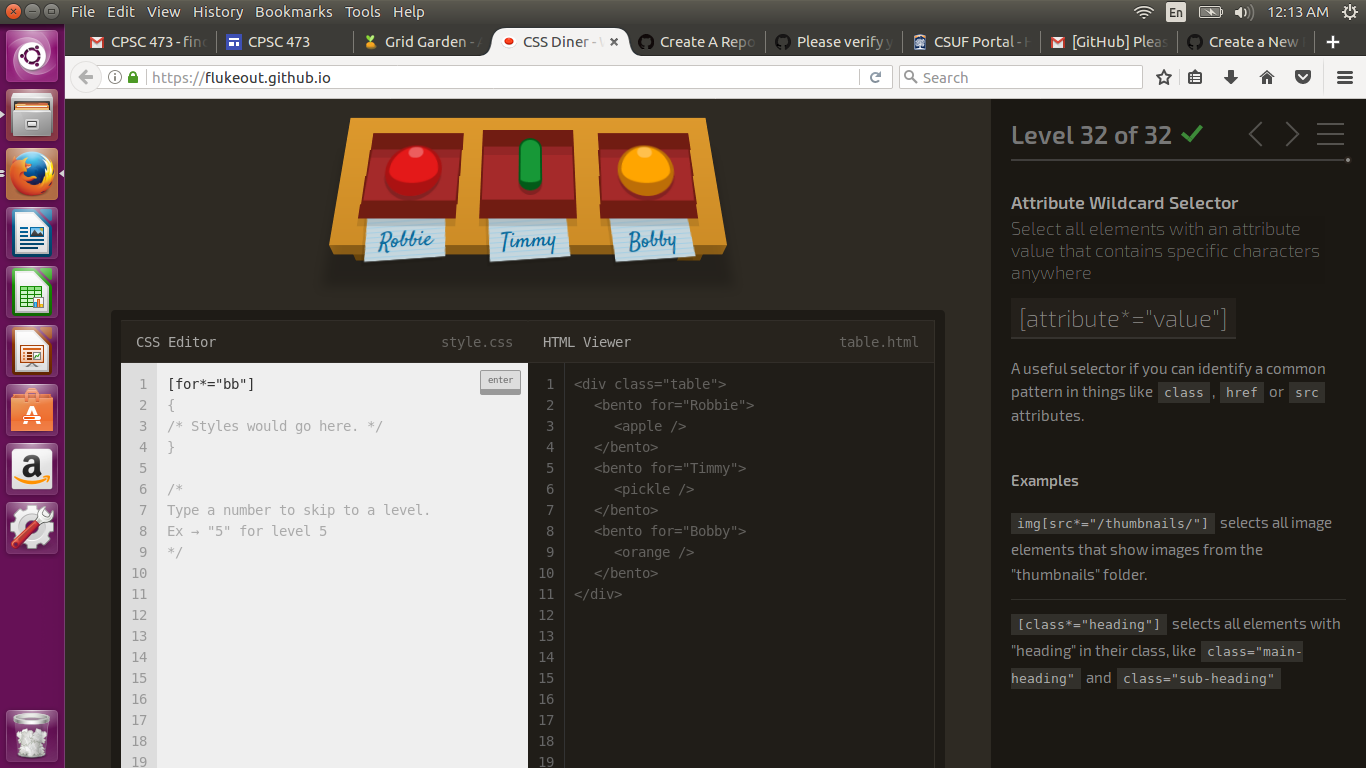 File Edit View History Bookmarks Tools Help
En
12:13 AM
CPSC 473 - fin
CPSC 473
Grid Garden -
CSS Diner -
Create A Repo
Please verify y
CSUF Portal -
[GitHub] Pleas
Create a New
https://flukeout.github.io
Search
Robbie
Timmy
Bobby
Level 32 of 32
Attribute Wildcard Selector
Select all elements with an attribute
value that contains specific characters
anywhere
[attribute*="value"]
A useful selector if you can identify a common
pattern in things like class , href or src
attributes.
Examples
img[src*="/thumbnails/"] selects all image
elements that show images from the
"thumbnails" folder.
[class*="heading"] selects all elements with
"heading" in their class, like class="main-
heading" and class="sub-heading"
CSS Editor
style.css
enter
1 [for*="bb"]
2 {
3 /* Styles would go here. */
4 }
5
6 /*
7 Type a number to skip to a level.
8 Ex → "5" for level 5
9 */
10
11
12
13
14
15
16
17
18
19
HTML Viewer
table.html
1 <div class="table">
2 <bento for="Robbie">
3 <apple />
4 </bento>
5 <bento for="Timmy">
6 <pickle />
7 </bento>
8 <bento for="Bobby">
9 <orange />
10 </bento>
11 </div>
12
13
14
15
16
17
18
19